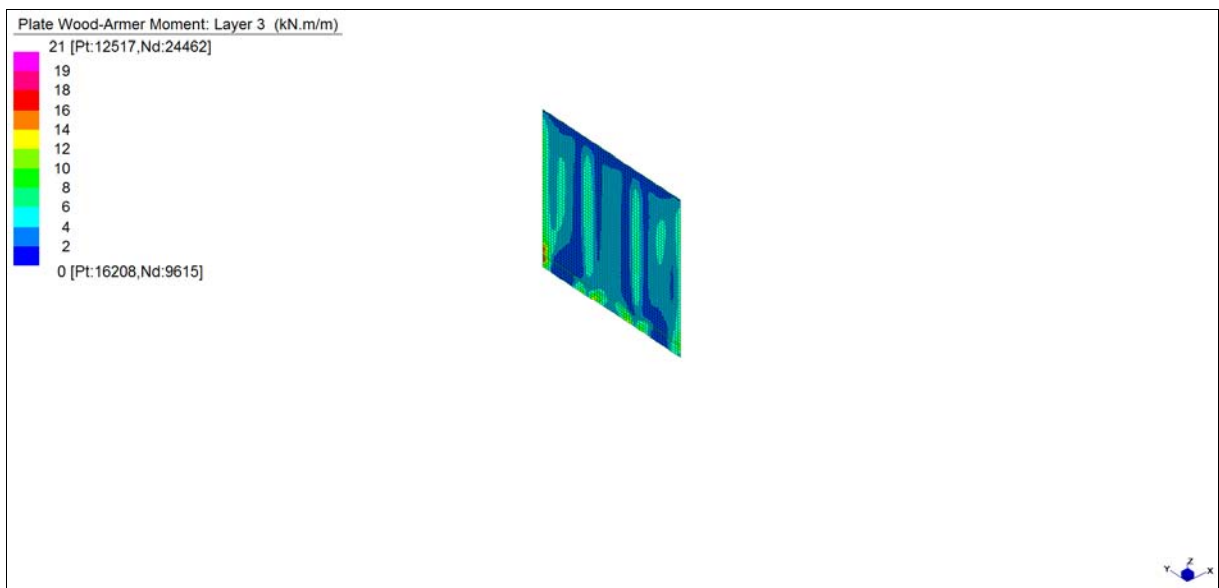 Plate Wood-Armer Moment: Layer 3 (kN.m/m)
21 [Pt:12517,Nd:24462]
19
18
16
14
12
10
8
6
4
2
0 [Pt:16208,Nd:9615]
Z
Y X